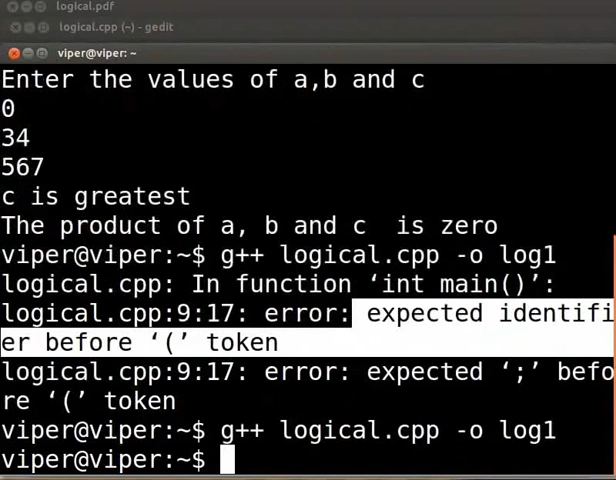 logical.pdf
logical.cpp (~) - gedit
viper@viper: ~
Enter the values of a,b and c
0
34
567
c is greatest
The product of a, b and c  is zero
viper@viper:~$ g++ logical.cpp -o log1
logical.cpp: In function ‘int main()’:
logical.cpp:9:17: error: expected identifi
er before ‘(’ token
logical.cpp:9:17: error: expected ‘;’ befo
re ‘(’ token
viper@viper:~$ g++ logical.cpp -o log1
viper@viper:~$